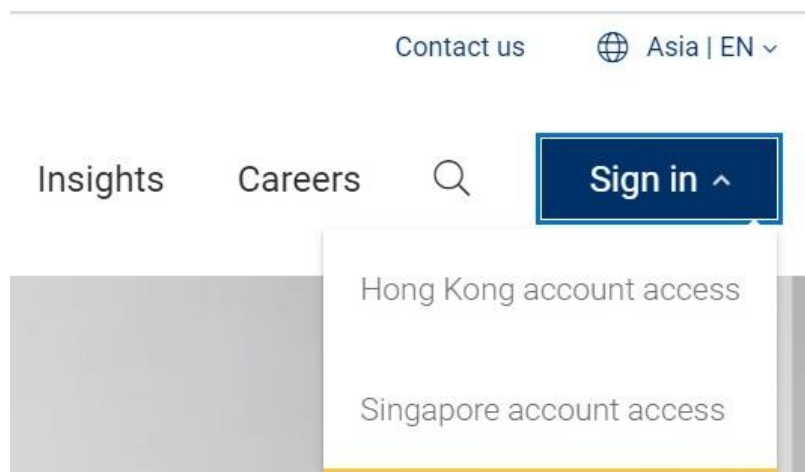 Contact us Asia | EN
Insights Careers Sign in
Hong Kong account access
Singapore account access